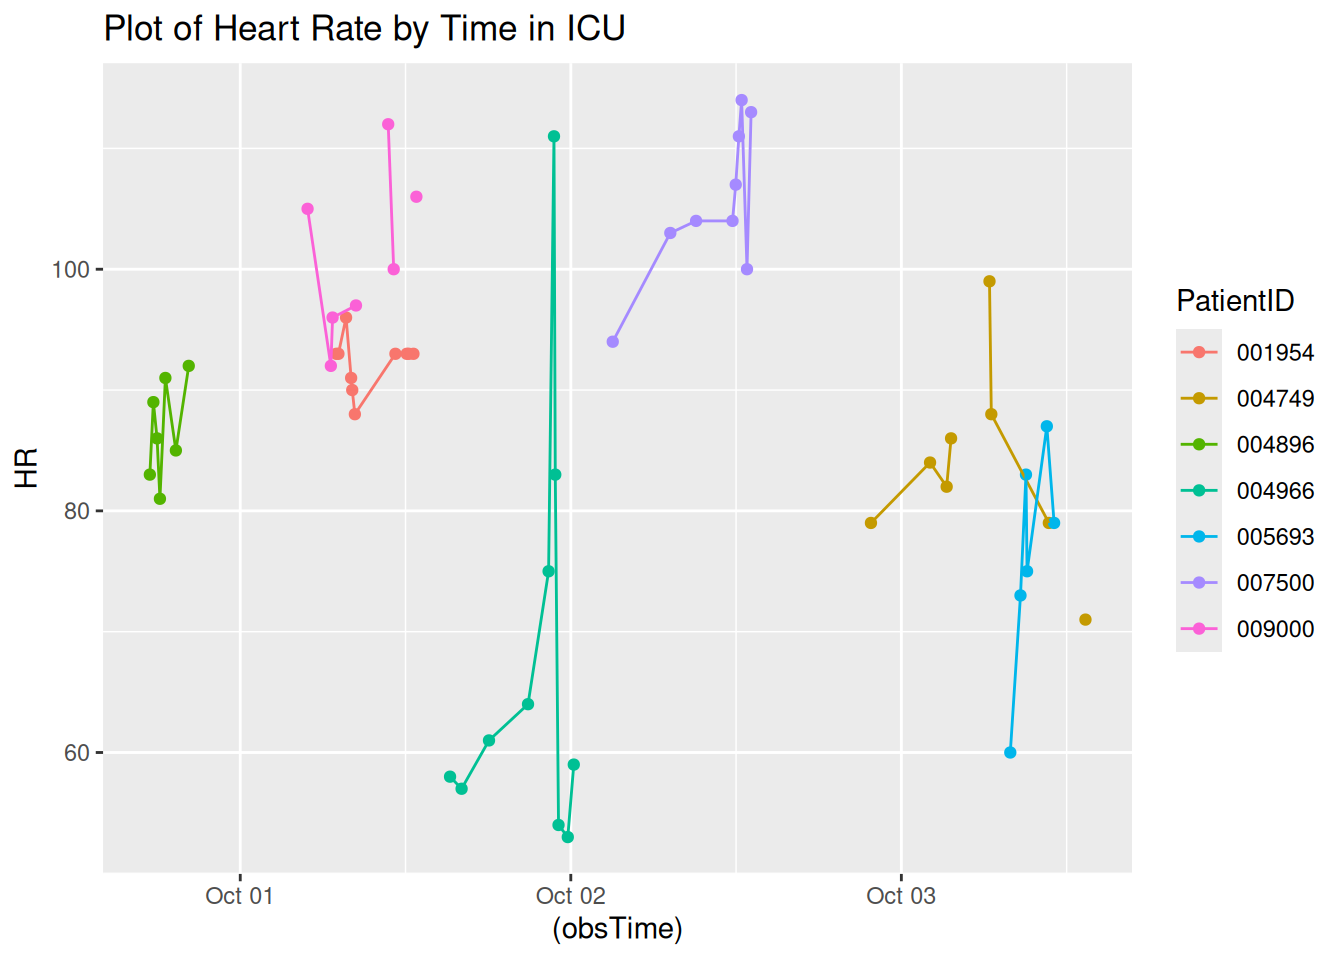 Plot of Heart Rate by Time in ICU
HR
100
80
60
Oct 01
Oct 02
Oct 03
(obsTime)
PatientID
001954
004749
004896
004966
005693
007500
009000